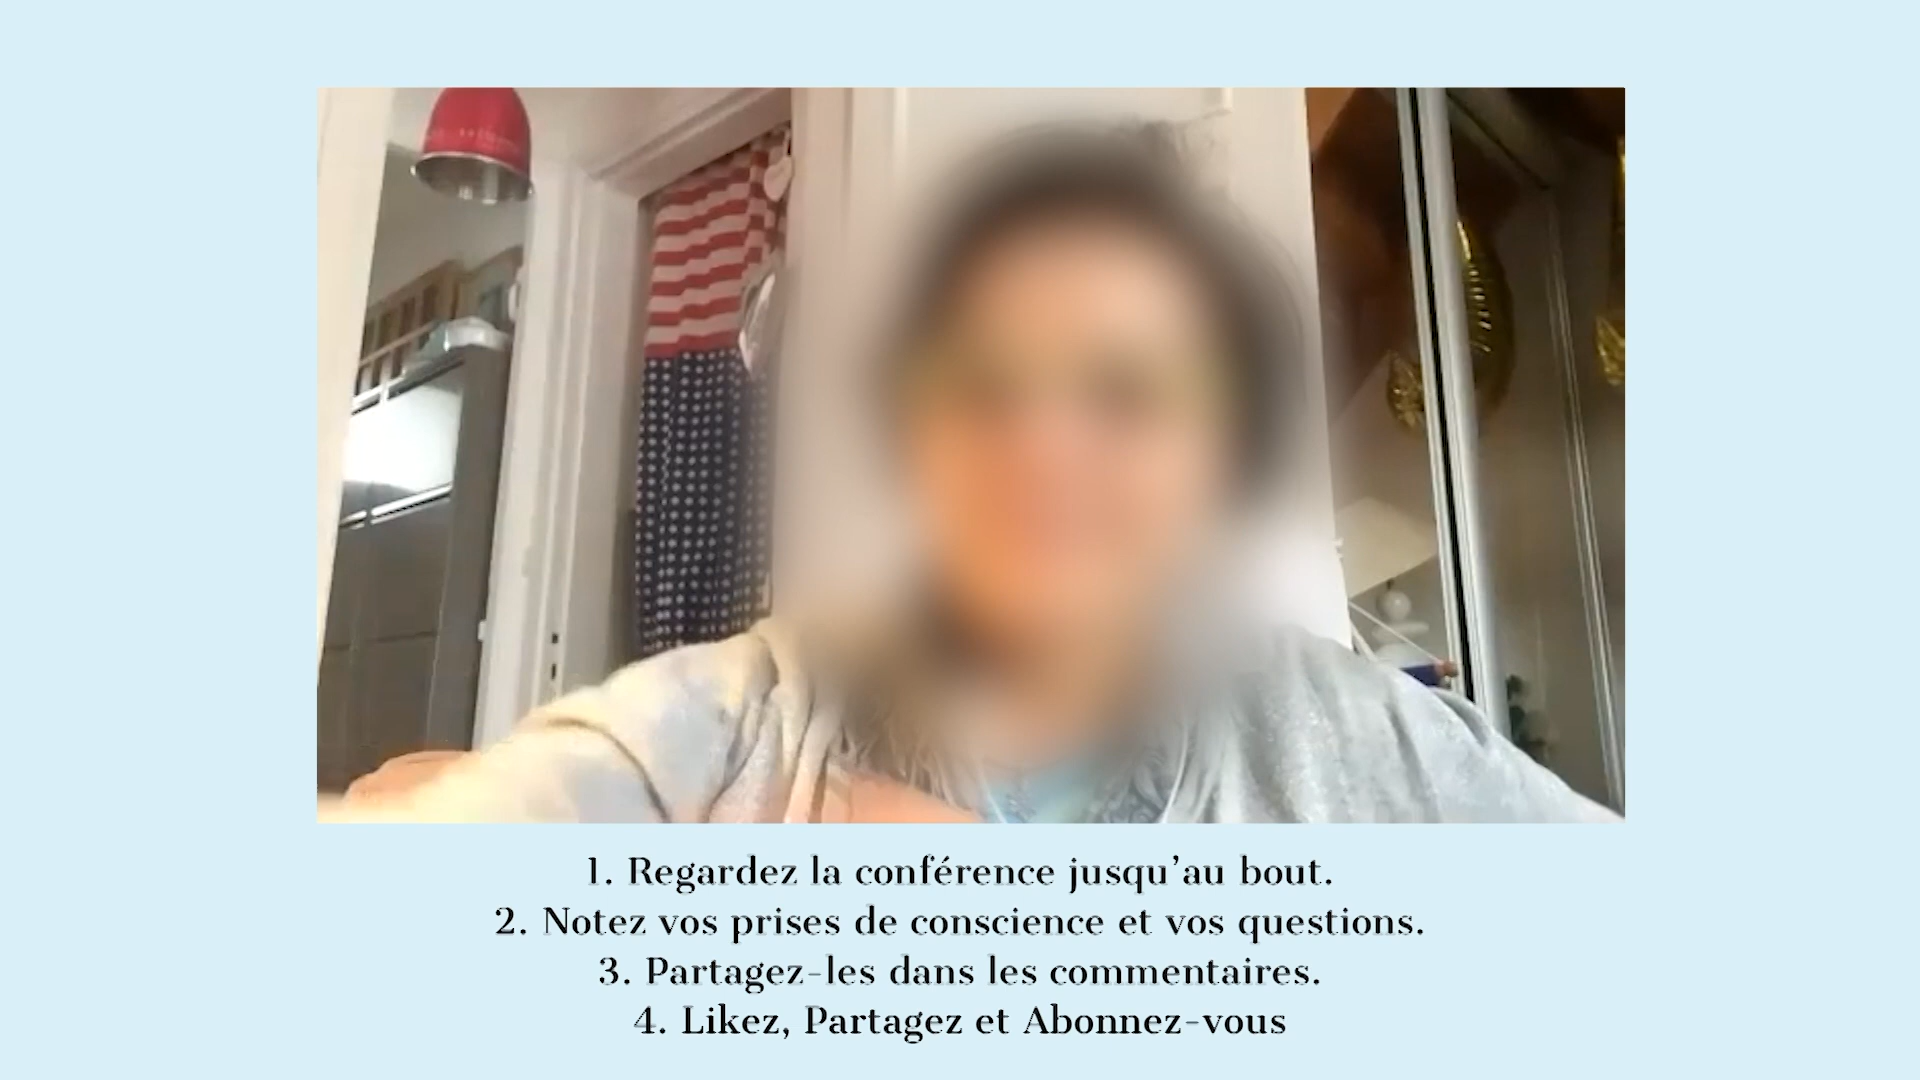 1. Regardez la conférence jusqu'au bout.
2. Notez vos prises de conscience et vos questions.
3. Partagez-les dans les commentaires.
4. Likez, Partagez et Abonnez-vous